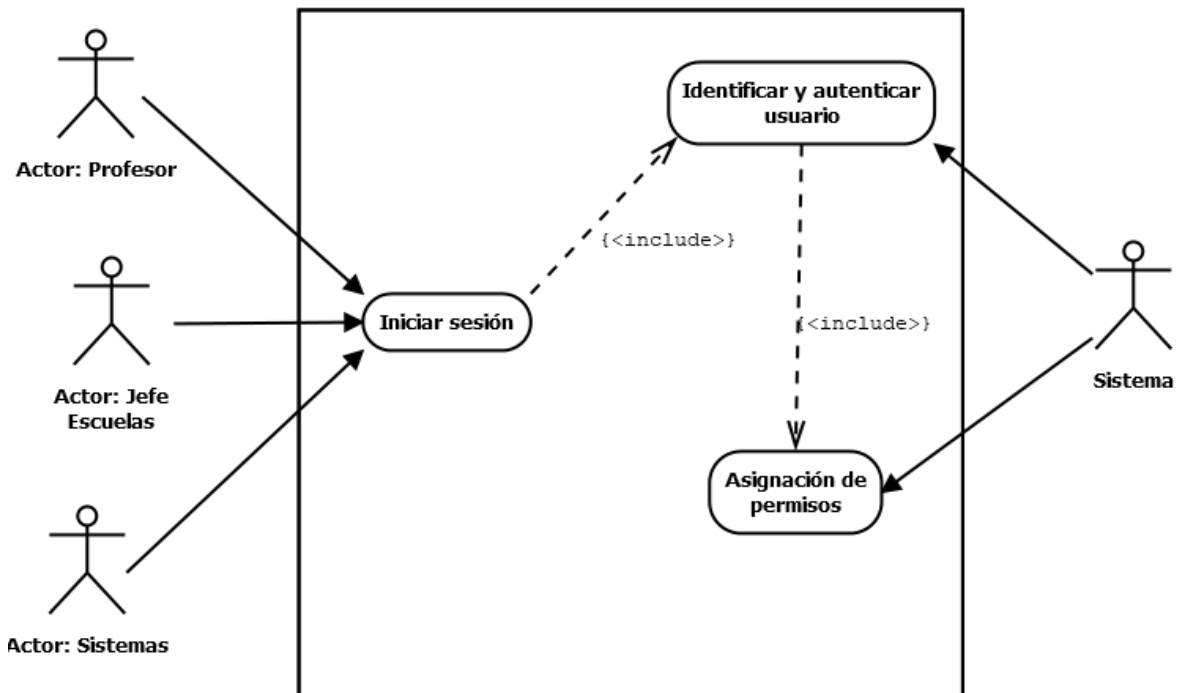 Identificar y autenticar
usuario
Actor: Profesor
{<include>}
Iniciar sesión
{<include>}
Sistema
Actor: Jefe
Escuelas
Asignación de
permisos
Actor: Sistemas